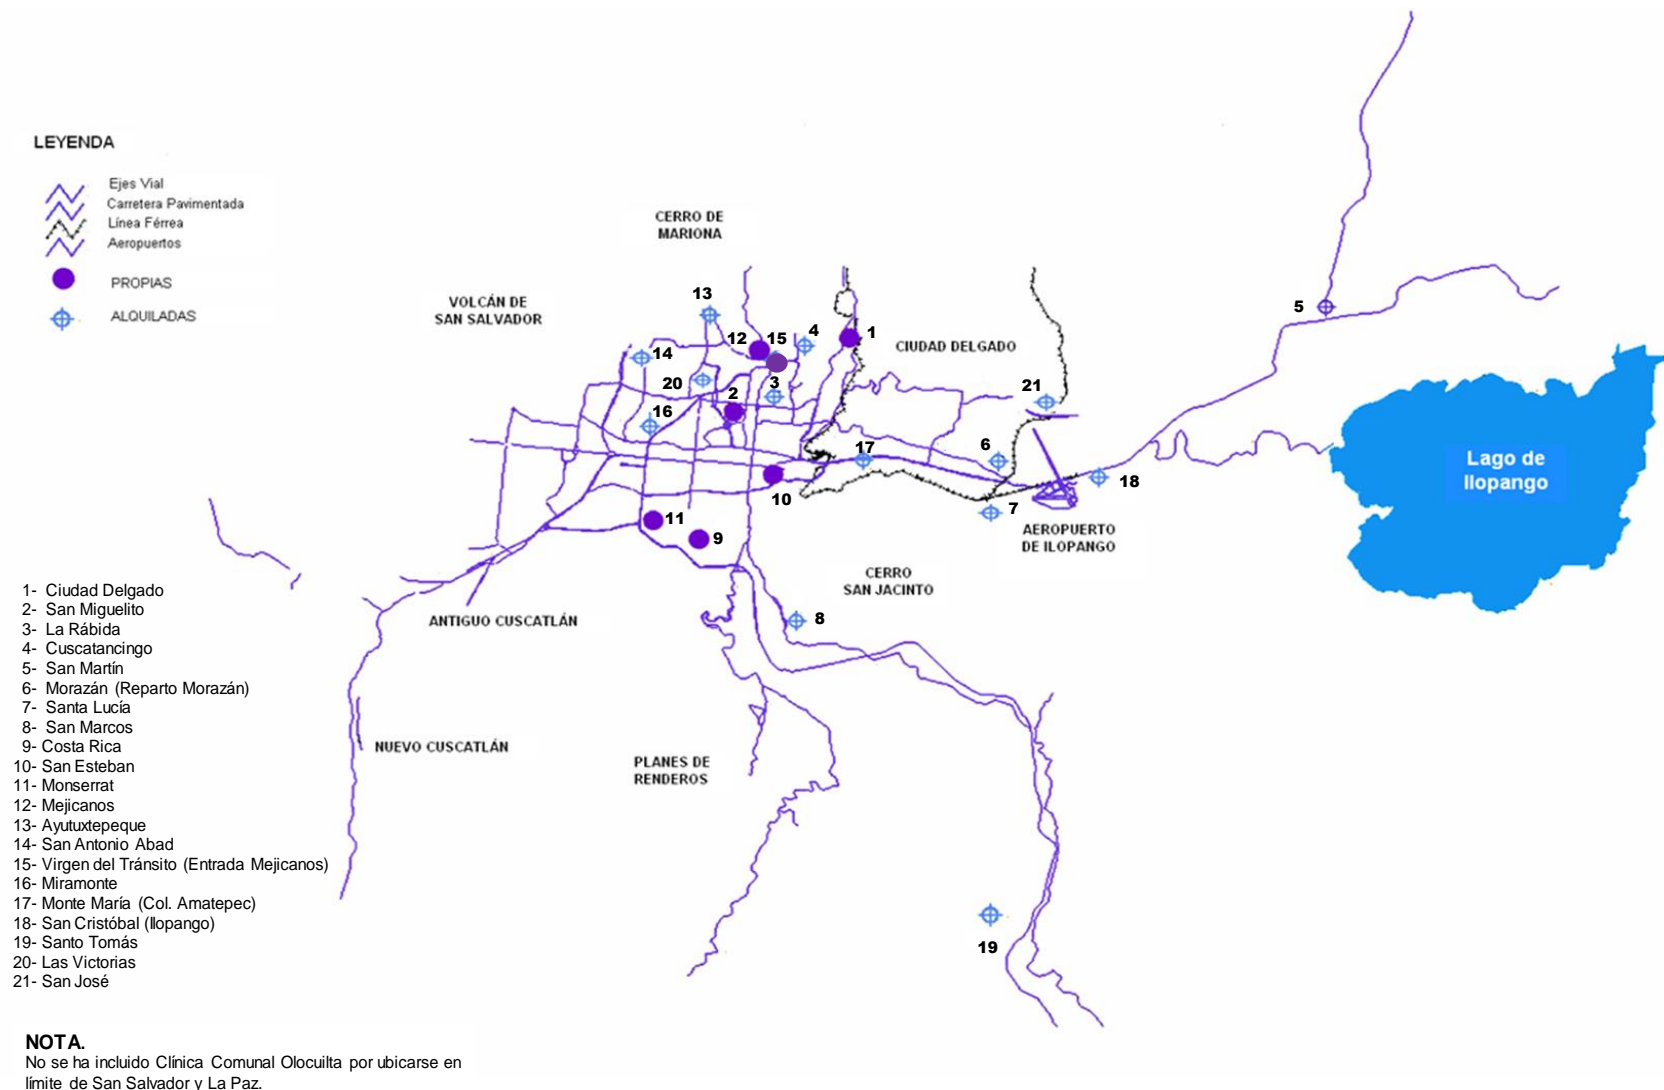 LEYENDA
Ejes Vial
Carretera Pavimentada
Línea Férrea
Aeropuertos
PROPIAS
ALQUILADAS
CERRO DE
MARIONA
VOLCÁN DE
SAN SALVADOR
CIUDAD DELGADO
13
12
15
4
1
5
14
20
3
2
21
16
17
6
18
10
7
11
9
AEROPUERTO
DE ILOPANGO
Lago de
Ilopango
CERRO
SAN JACINTO
8
ANTIGUO CUSCATLÁN
NUEVO CUSCATLÁN
PLANES DE
RENDEROS
19
1- Ciudad Delgado
2- San Miguelito
3- La Rábida
4- Cuscatancingo
5- San Martín
6- Morazán (Reparto Morazán)
7- Santa Lucía
8- San Marcos
9- Costa Rica
10- San Esteban
11- Monserrat
12- Mejicanos
13- Ayutuxtepeque
14- San Antonio Abad
15- Virgen del Tránsito (Entrada Mejicanos)
16- Miramonte
17- Monte María (Col. Amatepec)
18- San Cristóbal (Ilopango)
19- Santo Tomás
20- Las Victorias
21- San José
NOTA.
No se ha incluido Clínica Comunal Olocuilta por ubicarse en
límite de San Salvador y La Paz.